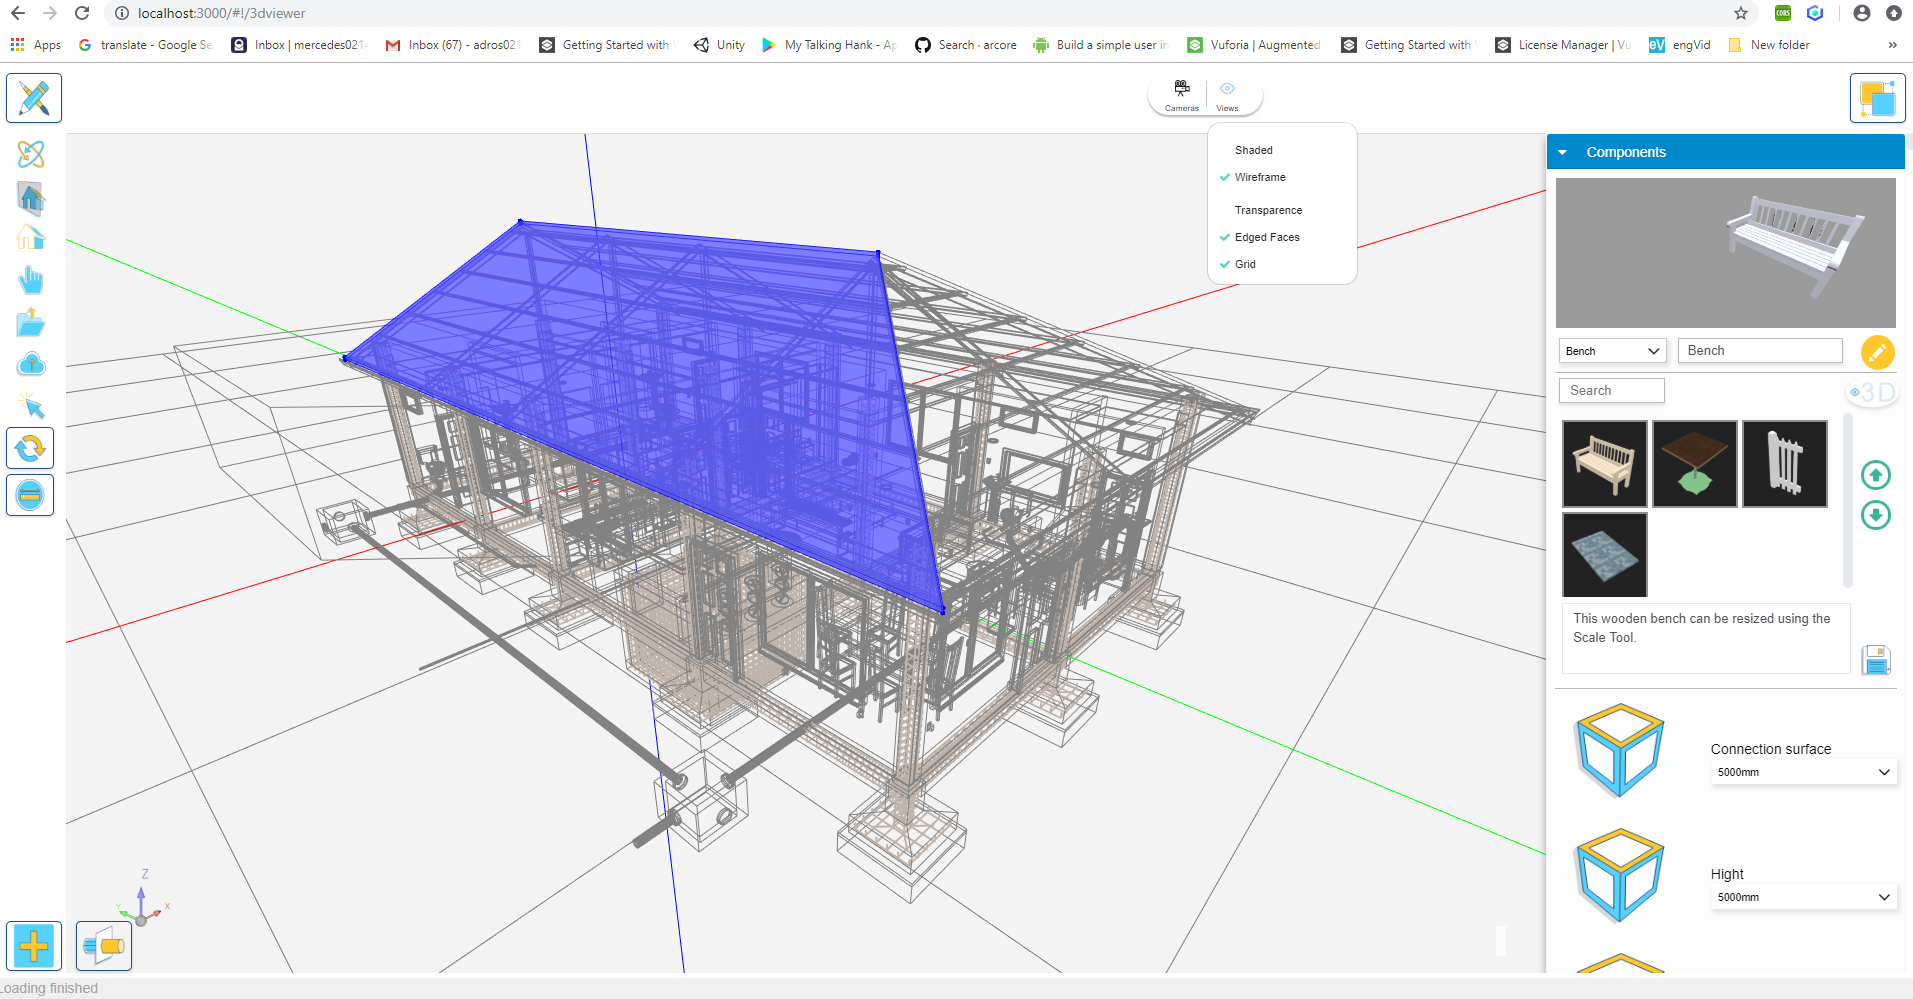 localhost:3000/#!/3dviewer
Apps
translate - Google Se
Inbox | mercedes021
Inbox (67) - adros021
Getting Started with
Unity
My Talking Hank - Ap
Search · arcore
Build a simple user in
Vuforia | Augmented
Getting Started with
License Manager | Vu
eV engVid
New folder
»
CORS
Cameras
Views
Shaded
Wireframe
Transparence
Edged Faces
Grid
Components
Bench
Bench
Search
3D
This wooden bench can be resized using the
Scale Tool.
Connection surface
5000mm
Hight
5000mm
Z
Y
X
Loading finished